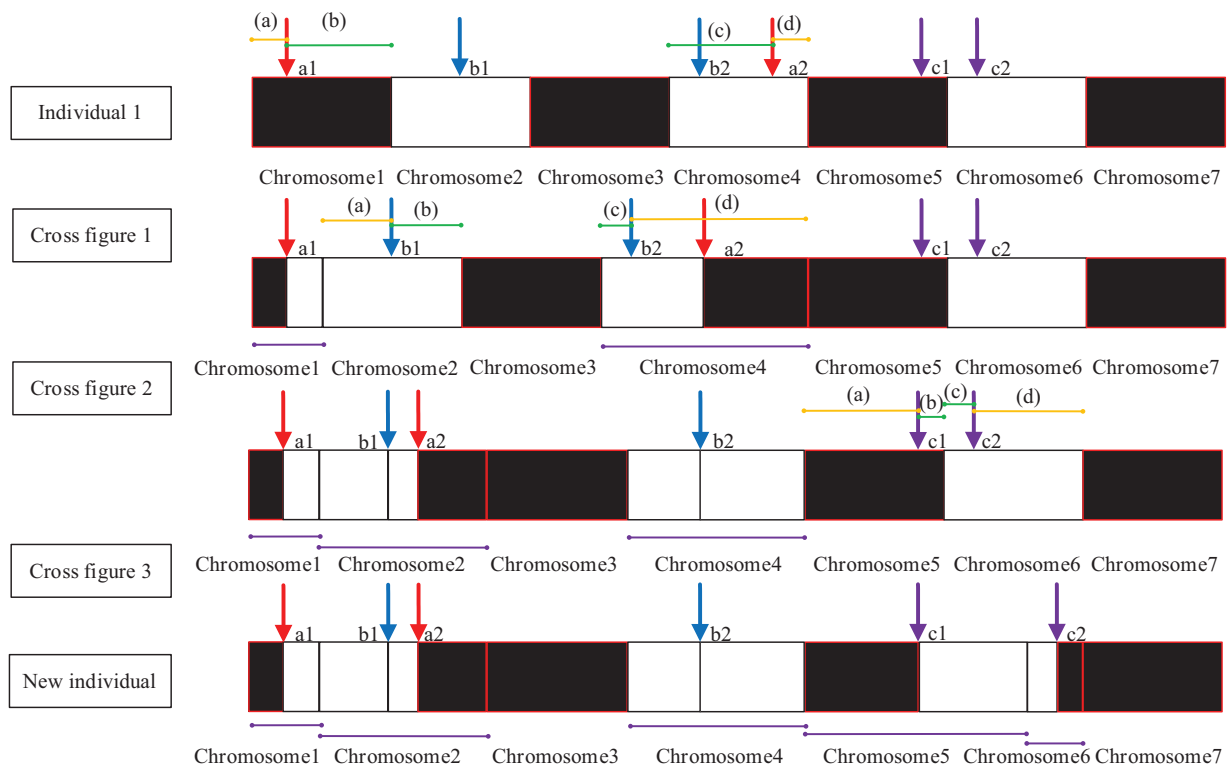 (a) (b) (c) (d)
a1 b1 b2 a2 c1 c2
Individual 1
Chromosome1 Chromosome2 Chromosome3 Chromosome4 Chromosome5 Chromosome6 Chromosome7
(a) (b) (c) (d)
Cross figure 1
a1 b1 b2 a2 c1 c2
Chromosome1 Chromosome2 Chromosome3 Chromosome4 Chromosome5 Chromosome6 Chromosome7
Cross figure 2
(a) (b) (c) (d)
a1 b1 a2 b2 c1 c2
Chromosome1 Chromosome2 Chromosome3 Chromosome4 Chromosome5 Chromosome6 Chromosome7
Cross figure 3
a1 b1 a2 b2 c1 c2
New individual
Chromosome1 Chromosome2 Chromosome3 Chromosome4 Chromosome5 Chromosome6 Chromosome7